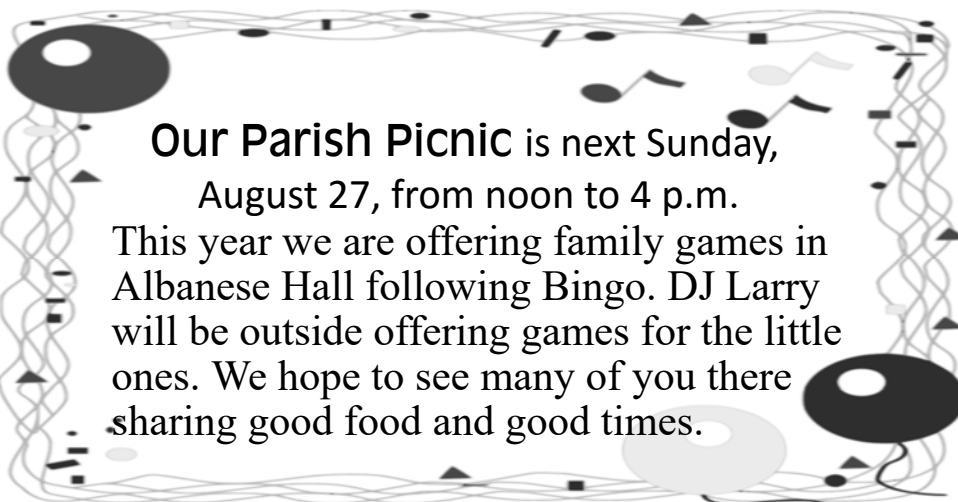 Our Parish Picnic is next Sunday,
August 27, from noon to 4 p.m.
This year we are offering family games in
Albanese Hall following Bingo. DJ Larry
will be outside offering games for the little
ones. We hope to see many of you there
sharing good food and good times.